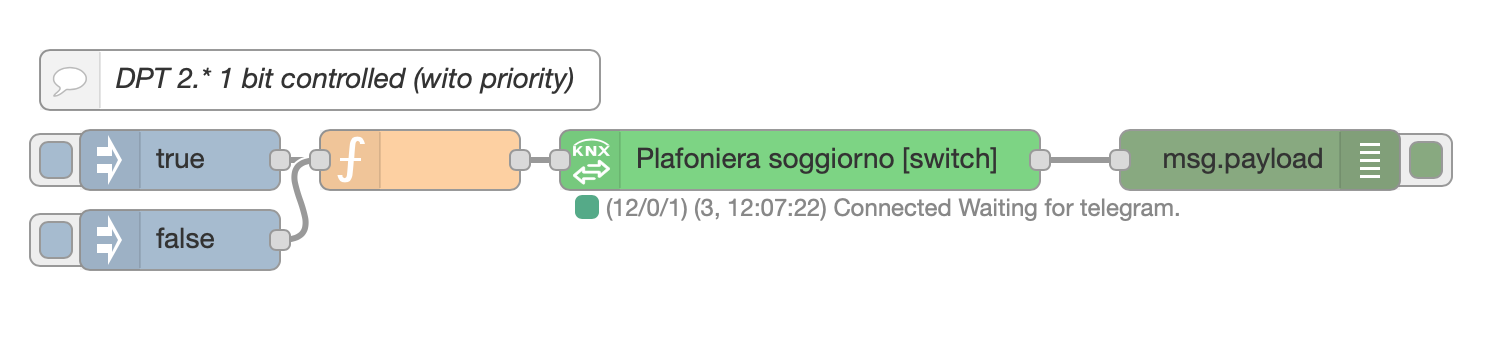 DPT 2.* 1 bit controlled (wito priority)
true
KNX
Plafoniera soggiorno [switch]
msg.payload
(12/0/1) (3, 12:07:22) Connected Waiting for telegram.
false